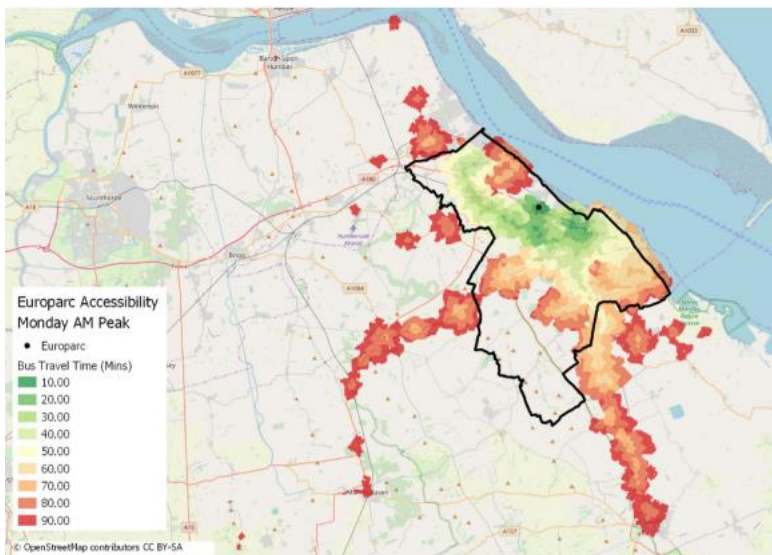 A1033
A1077
Barton-upon-
Humber
Winterton
A180
Scunthorpe
A18
Humberside
Airport
Brigg
A1084
Europarc Accessibility
Monday AM Peak
Europarc
Bus Travel Time (Mins)
10.00
20.00
30.00
40.00
50.00
60.00
70.00
80.00
90.00
A15
© OpenStreetMap contributors CC BY-SA